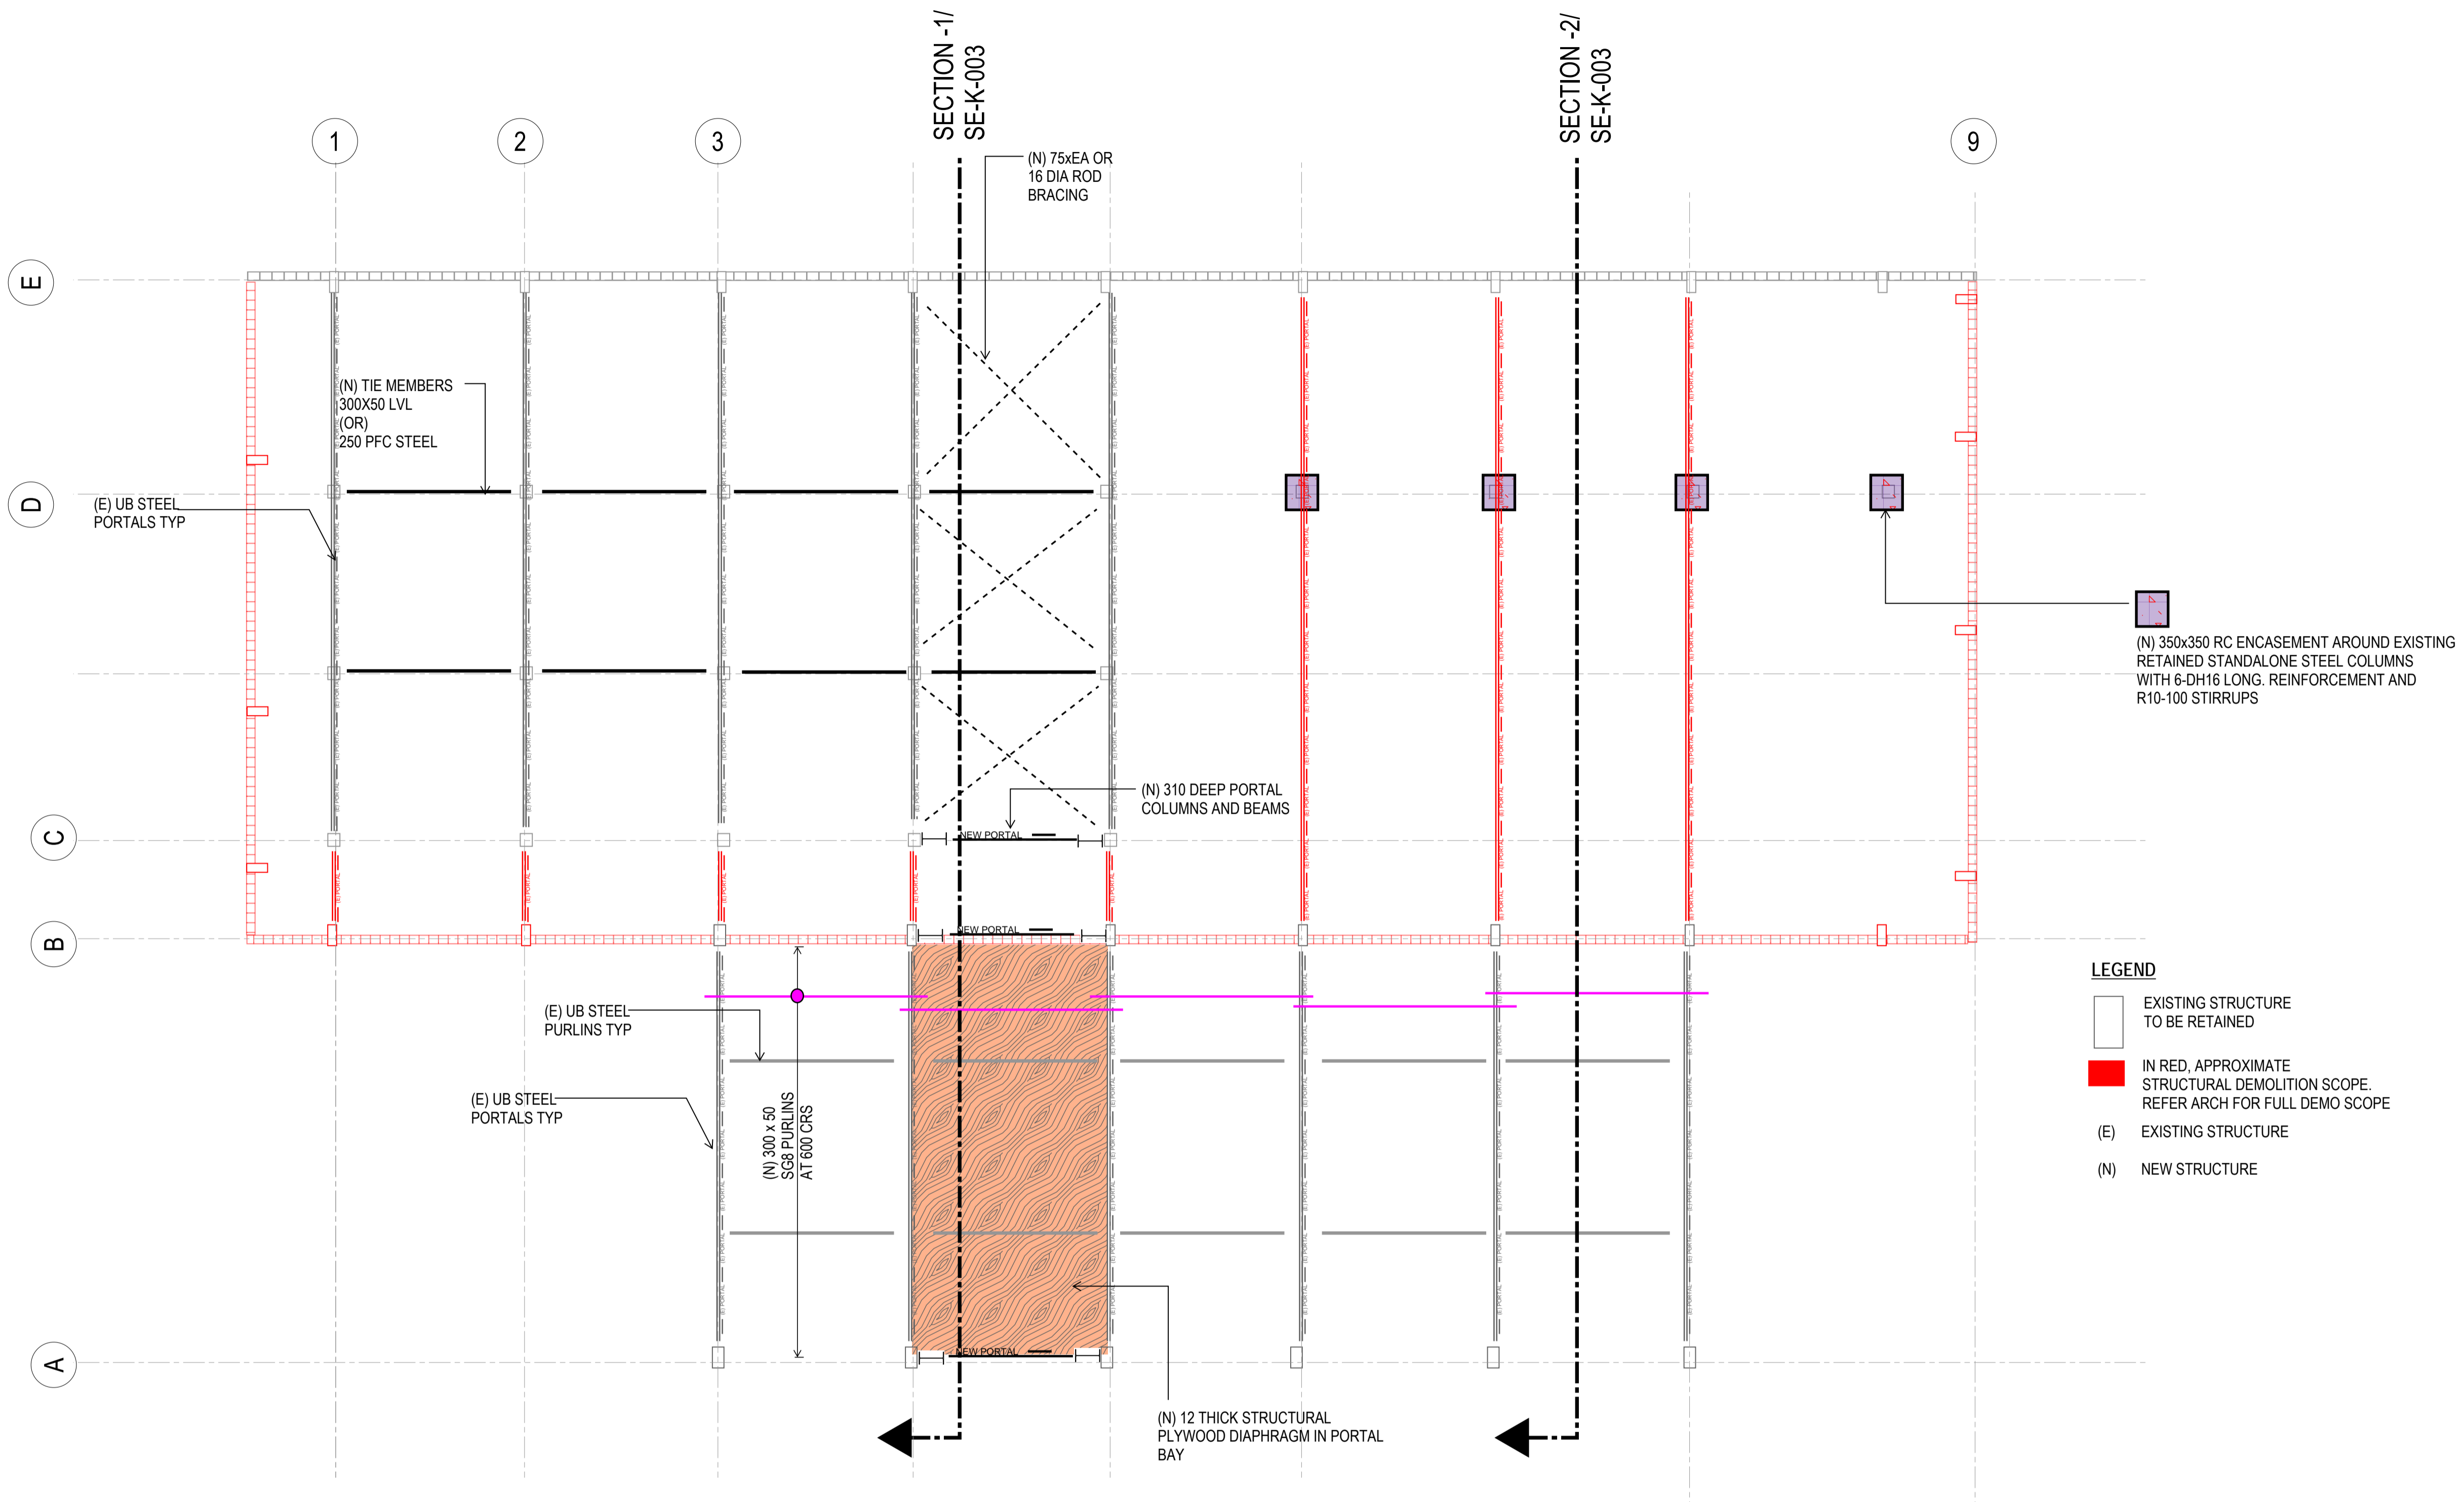 SECTION -1/
SE-K-003
SECTION -2/
SE-K-003
1
2
3
9
(N) 75xEA OR
16 DIA ROD
BRACING
E
(N) TIE MEMBERS
300X50 LVL
(OR)
250 PFC STEEL
D
(E) UB STEEL
PORTALS TYP
(N) 350x350 RC ENCASEMENT AROUND EXISTING
RETAINED STANDALONE STEEL COLUMNS
WITH 6-DH16 LONG. REINFORCEMENT AND
R10-100 STIRRUPS
(N) 310 DEEP PORTAL
COLUMNS AND BEAMS
C
NEW PORTAL
(E) PORTAL
B
NEW PORTAL
(E) UB STEEL
PURLINS TYP
(E) UB STEEL
PORTALS TYP
(N) 300 x 50
SG8 PURLINS
AT 600 CRS
A
NEW PORTAL
(N) 12 THICK STRUCTURAL
PLYWOOD DIAPHRAGM IN PORTAL
BAY
LEGEND
EXISTING STRUCTURE
TO BE RETAINED
IN RED, APPROXIMATE
STRUCTURAL DEMOLITION SCOPE.
REFER ARCH FOR FULL DEMO SCOPE
(E) EXISTING STRUCTURE
(N) NEW STRUCTURE